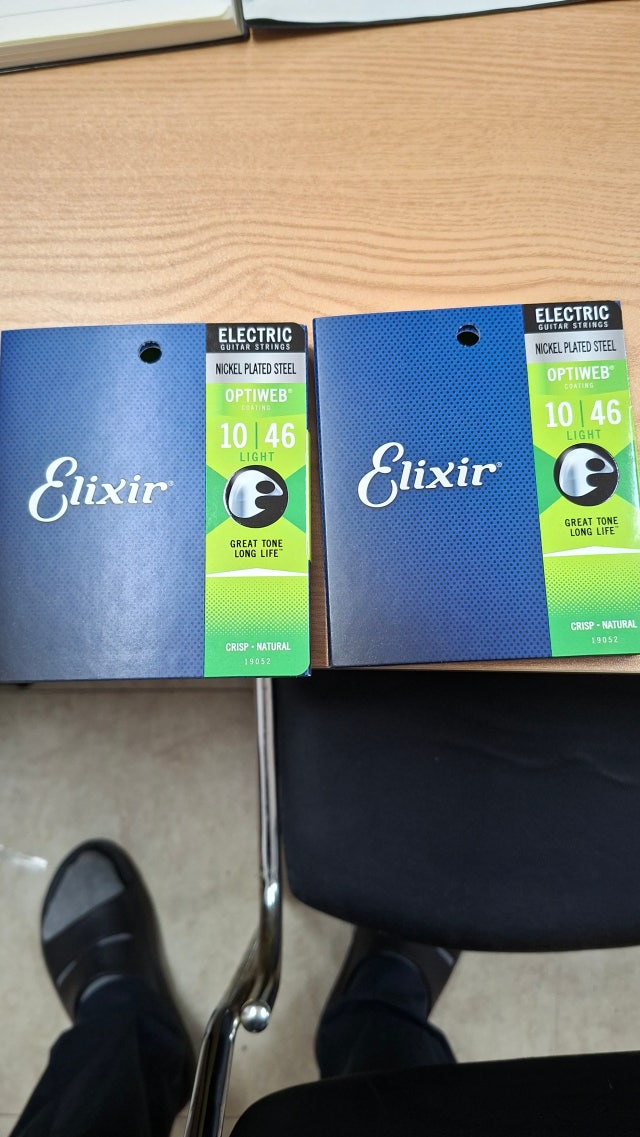 ELECTRIC
GUITAR STRINGS
NICKEL PLATED STEEL
OPTIWEB®
COATING
10 | 46
LIGHT
Elixir®
GREAT TONE
LONG LIFE™
CRISP • NATURAL
19052
ELECTRIC
GUITAR STRINGS
NICKEL PLATED STEEL
OPTIWEB®
COATING
10 | 46
LIGHT
Elixir®
GREAT TONE
LONG LIFE™
CRISP • NATURAL
19052